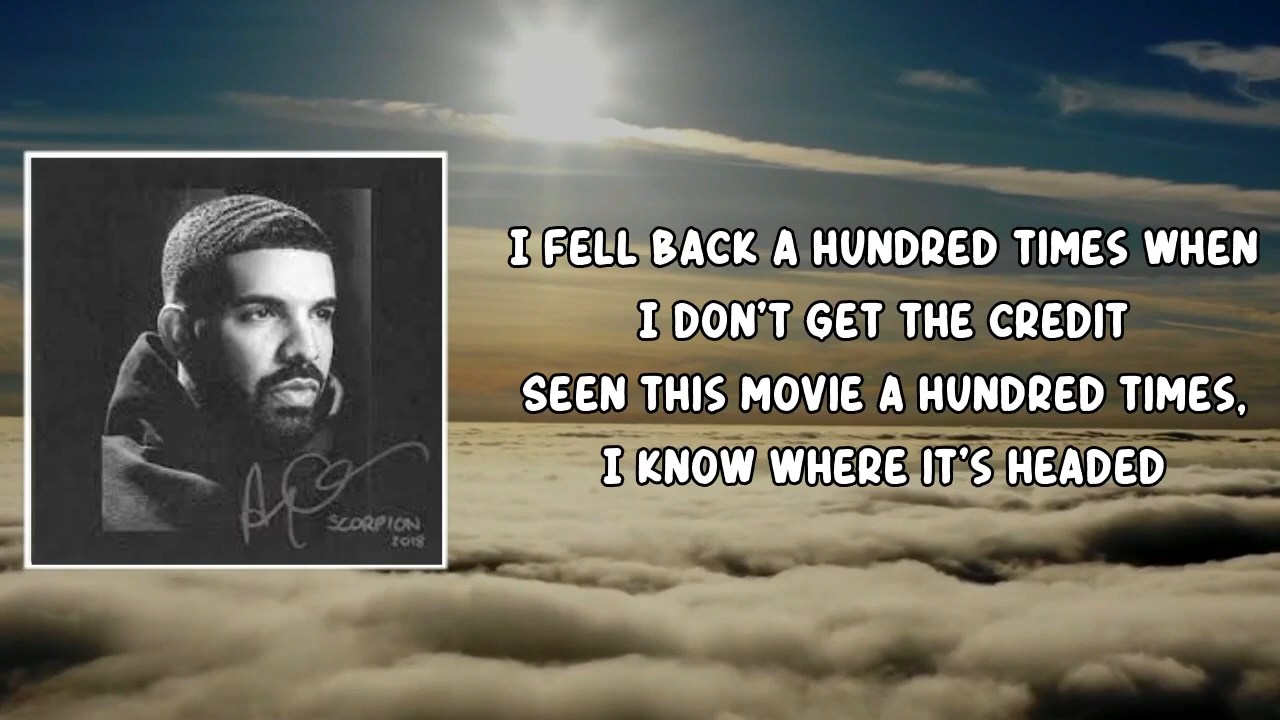 I FELL BACK A HUNDRED TIMES WHEN
I DON'T GET THE CREDIT
SEEN THIS MOVIE A HUNDRED TIMES,
I KNOW WHERE IT'S HEADED
SCORPION
2018